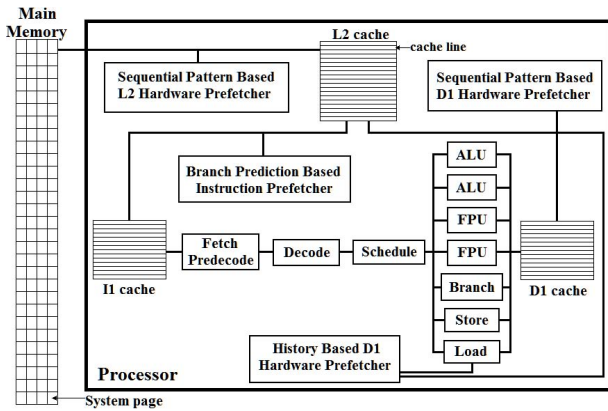 Main
Memory
L2 cache
cache line
Sequential Pattern Based
L2 Hardware Prefetcher
Sequential Pattern Based
D1 Hardware Prefetcher
Branch Prediction Based
Instruction Prefetcher
ALU
ALU
FPU
FPU
Branch
Store
Load
Fetch
Predecode
Decode
Schedule
I1 cache
D1 cache
History Based D1
Hardware Prefetcher
Processor
System page